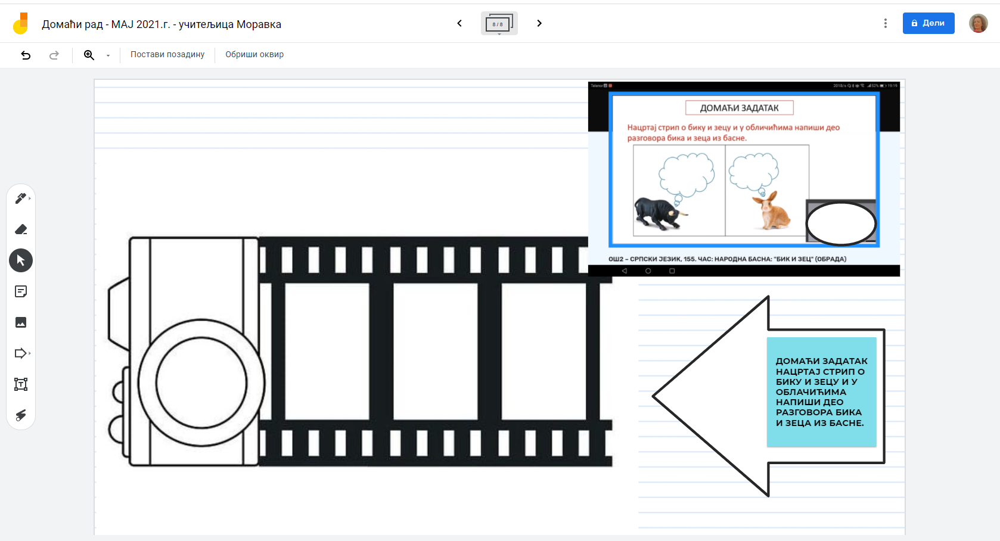 Домаћи рад - МАЈ 2021.г. - учитељица Моравка
8 / 8
Дели
Постави позадину
Обриши оквир
Telenor
52% 19:19
ДОМАЋИ ЗАДАТАК
Нацртај стрип о бику и зецу и у обличићима напиши део
разговора бика и зеца из басне.
ОШ2 – СРПСКИ ЈЕЗИК, 155. ЧАС: НАРОДНА БАСНА: "БИК И ЗЕЦ" (ОБРАДА)
ДОМАЋИ ЗАДАТАК
НАЦРТАЈ СТРИП О
БИКУ И ЗЕЦУ И У
ОБЛАЧИЋИМА
НАПИШИ ДЕО
РАЗГОВОРА БИКА
И ЗЕЦА ИЗ БАСНЕ.